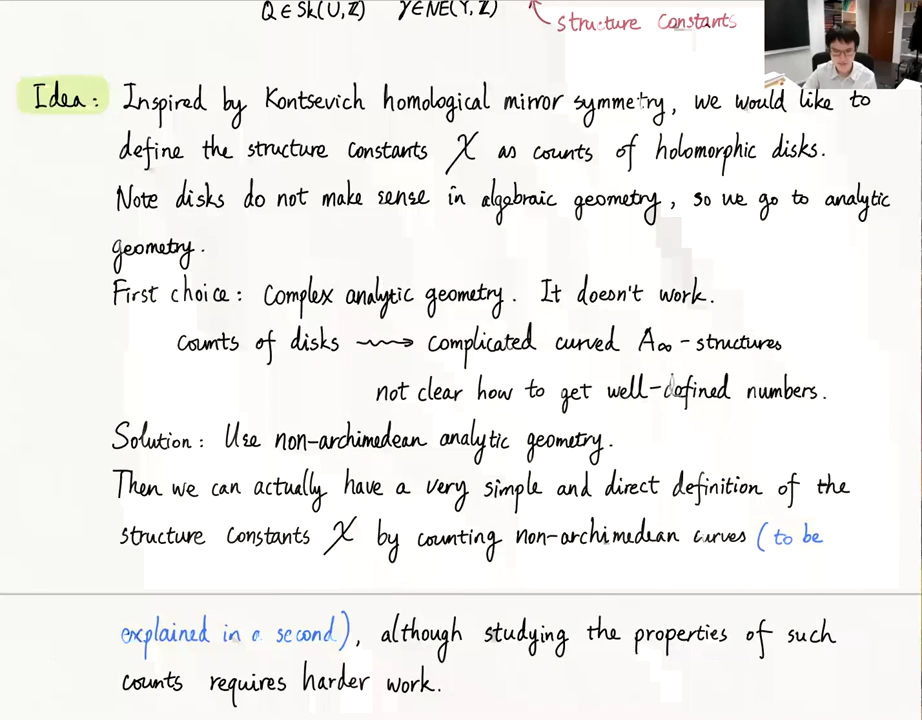 Q ∈ Sk(U, ℤ) γ ∈ NE(Y, ℤ)
structure constants
Idea: Inspired by Kontsevich homological mirror symmetry, we would like to
define the structure constants χ as counts of holomorphic disks.
Note disks do not make sense in algebraic geometry, so we go to analytic
geometry.
First choice: Complex analytic geometry. It doesn't work.
counts of disks ⟿ complicated curved A∞-structures
not clear how to get well-defined numbers.
Solution: Use non-archimedean analytic geometry.
Then we can actually have a very simple and direct definition of the
structure constants χ by counting non-archimedean curves (to be
explained in a second), although studying the properties of such
counts requires harder work.